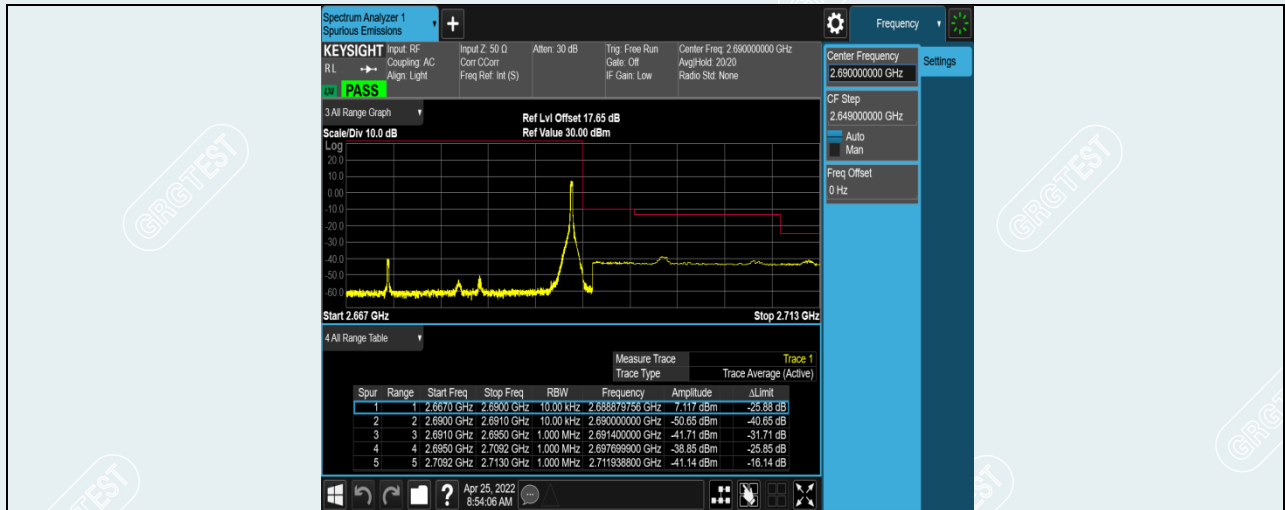 Spectrum Analyzer 1
Spurious Emissions
Frequency
KEYSIGHT Input: RF Input Z: 50 Ω Atten: 30 dB Trig: Free Run Center Freq: 2.690000000 GHz
RL Coupling: AC Corr CCorr Gate: Off Avg|Hold: 20/20
Align: Light Freq Ref: Int (S) IF Gain: Low Radio Std: None
PASS
Center Frequency
2.690000000 GHz
Settings
CF Step
2.649000000 GHz
Auto
Man
Freq Offset
0 Hz
3 All Range Graph
Ref Lvl Offset 17.65 dB
Scale/Div 10.0 dB Ref Value 30.00 dBm
Log
20.0
10.0
0.00
-10.0
-20.0
-30.0
-40.0
-50.0
-60.0
Start 2.667 GHz Stop 2.713 GHz
4 All Range Table
Measure Trace Trace 1
Trace Type Trace Average (Active)
Spur Range Start Freq Stop Freq RBW Frequency Amplitude ΔLimit
1 1 2.6670 GHz 2.6900 GHz 10.00 kHz 2.688879756 GHz 7.117 dBm -25.88 dB
2 2 2.6900 GHz 2.6910 GHz 10.00 kHz 2.690000000 GHz -50.65 dBm -40.65 dB
3 3 2.6910 GHz 2.6950 GHz 1.000 MHz 2.691400000 GHz -41.71 dBm -31.71 dB
4 4 2.6950 GHz 2.7092 GHz 1.000 MHz 2.697699900 GHz -38.85 dBm -25.85 dB
5 5 2.7092 GHz 2.7130 GHz 1.000 MHz 2.711938800 GHz -41.14 dBm -16.14 dB
Apr 25, 2022
8:54:06 AM
GRGTEST
GRGTEST
GRGTEST
GRGTEST